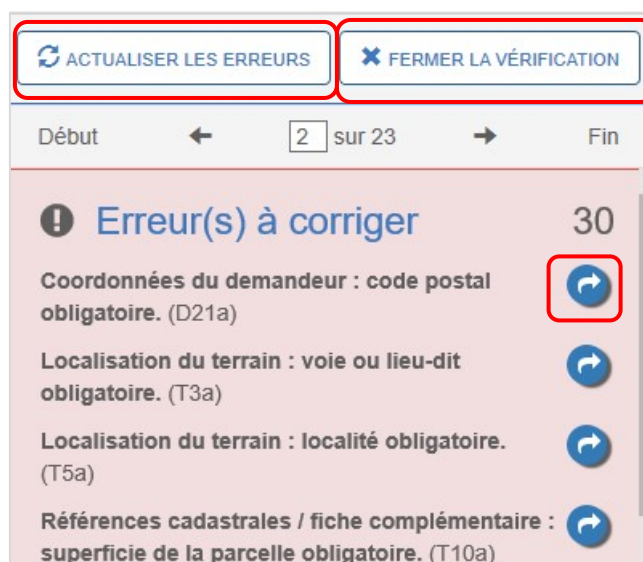 ACTUALISER LES ERREURS FERMER LA VÉRIFICATION
Début 2 sur 23 Fin
Erreur(s) à corriger 30
Coordonnées du demandeur : code postal
obligatoire. (D21a)
Localisation du terrain : voie ou lieu-dit
obligatoire. (T3a)
Localisation du terrain : localité obligatoire.
(T5a)
Références cadastrales / fiche complémentaire :
superficie de la parcelle obligatoire. (T10a)